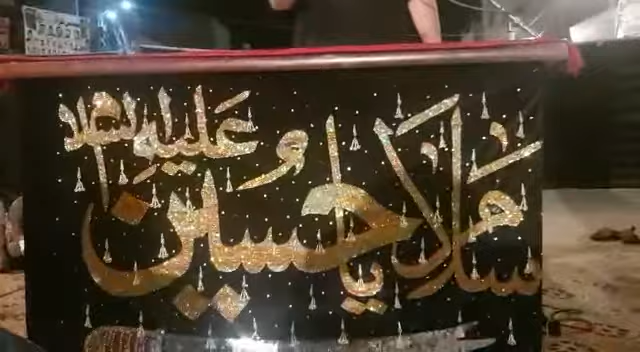 علیه السلام
سلام
یا حسین